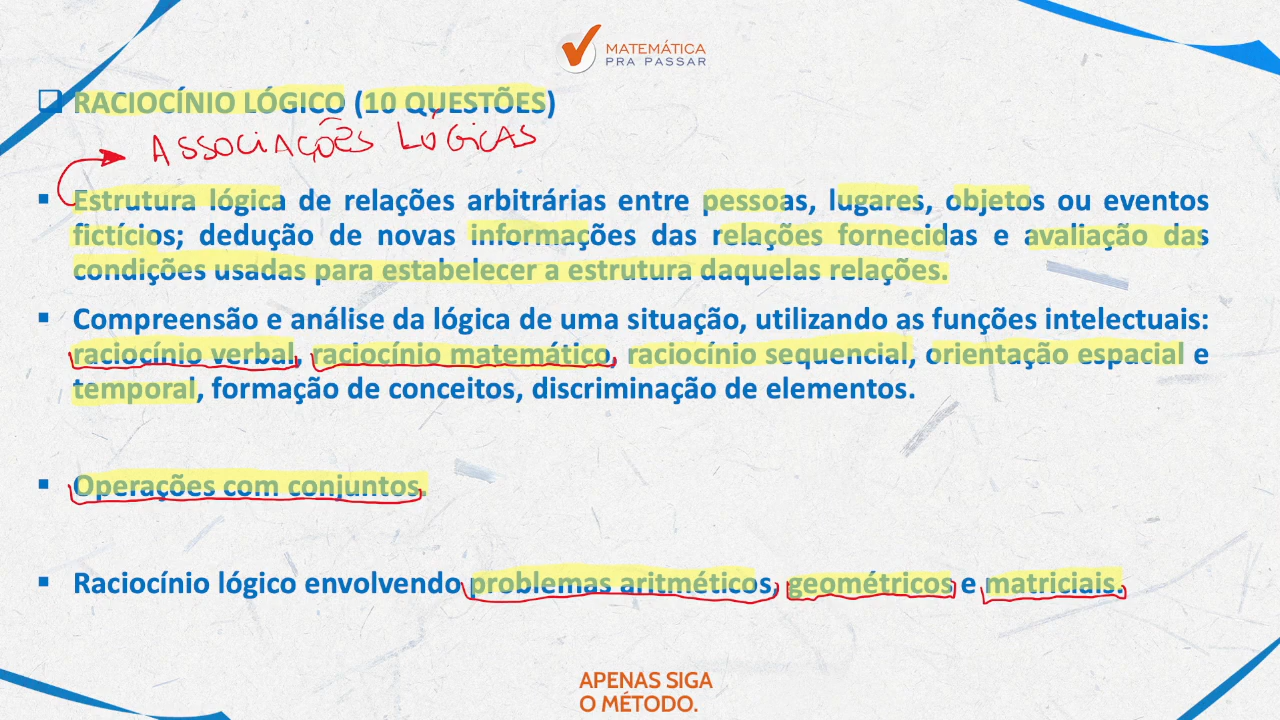 MATEMÁTICA
PRA PASSAR
❑ RACIOCÍNIO LÓGICO (10 QUESTÕES)
ASSOCIAÇÕES LÓGICAS
▪ Estrutura lógica de relações arbitrárias entre pessoas, lugares, objetos ou eventos
fictícios; dedução de novas informações das relações fornecidas e avaliação das
condições usadas para estabelecer a estrutura daquelas relações.
▪ Compreensão e análise da lógica de uma situação, utilizando as funções intelectuais:
raciocínio verbal, raciocínio matemático, raciocínio sequencial, orientação espacial e
temporal, formação de conceitos, discriminação de elementos.
▪ Operações com conjuntos.
▪ Raciocínio lógico envolvendo problemas aritméticos, geométricos e matriciais.
APENAS SIGA
O MÉTODO.